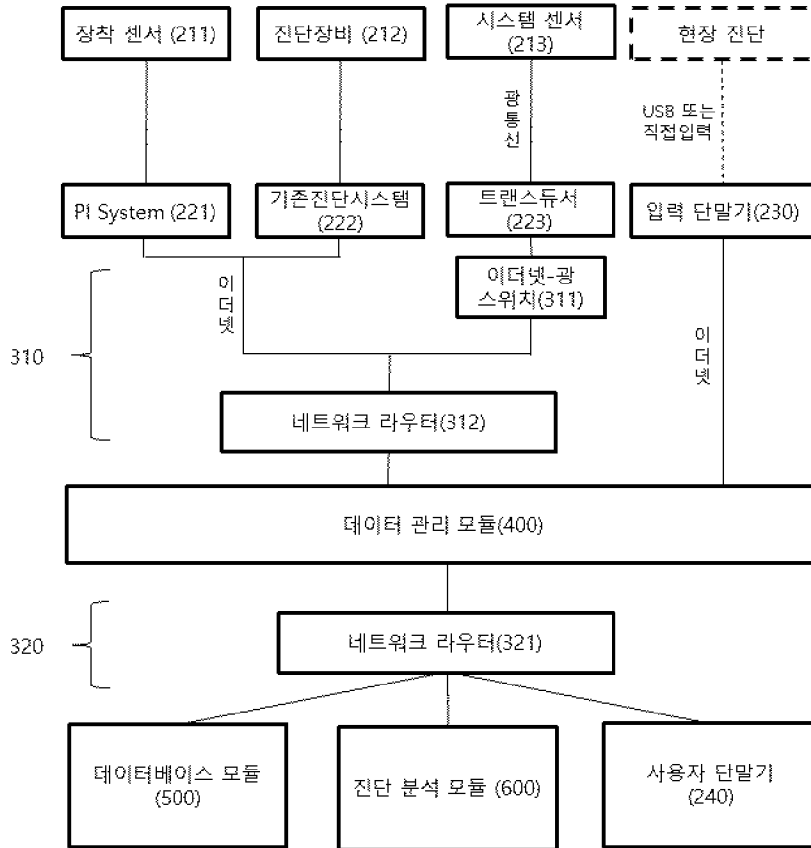 장착 센서 (211)
진단장비 (212)
시스템 센서
(213)
현장 진단
광
통
신
USB 또는
직접입력
PI System (221)
기존진단시스템
(222)
트랜스듀서
(223)
입력 단말기(230)
이
더
넷
이더넷-광
스위치(311)
310
이
더
넷
네트워크 라우터(312)
데이터 관리 모듈(400)
320
네트워크 라우터(321)
데이터베이스 모듈
(500)
진단 분석 모듈 (600)
사용자 단말기
(240)